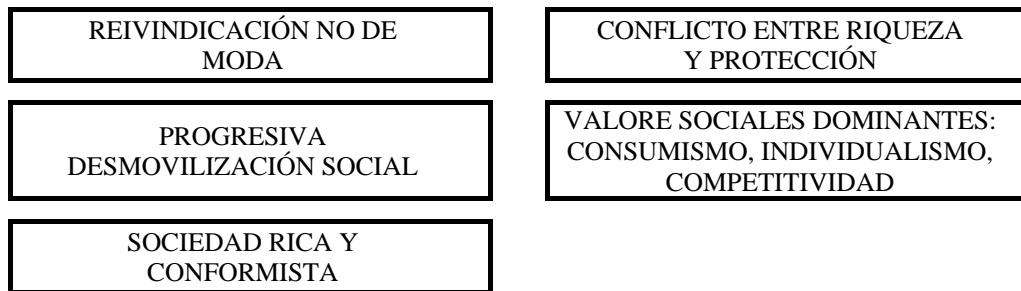 REIVINDICACIÓN NO DE
MODA
CONFLICTO ENTRE RIQUEZA
Y PROTECCIÓN
PROGRESIVA
DESMOVILIZACIÓN SOCIAL
VALORE SOCIALES DOMINANTES:
CONSUMISMO, INDIVIDUALISMO,
COMPETITIVIDAD
SOCIEDAD RICA Y
CONFORMISTA